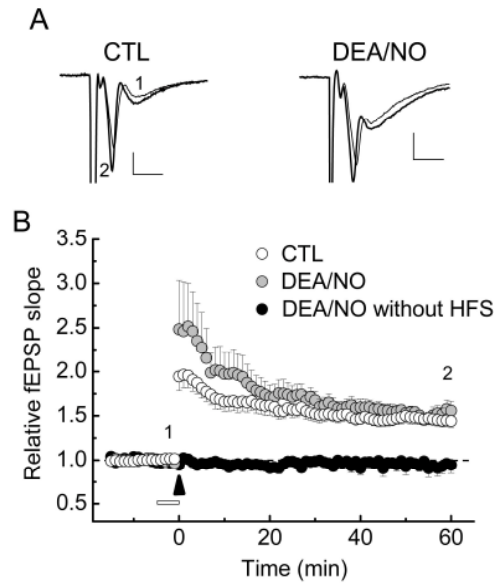 A
CTL
DEA/NO
1
2
B
3.5
3.0
2.5
2.0
1.5
1.0
0.5
Relative fEPSP slope
CTL
DEA/NO
DEA/NO without HFS
1
2
0 20 40 60
Time (min)